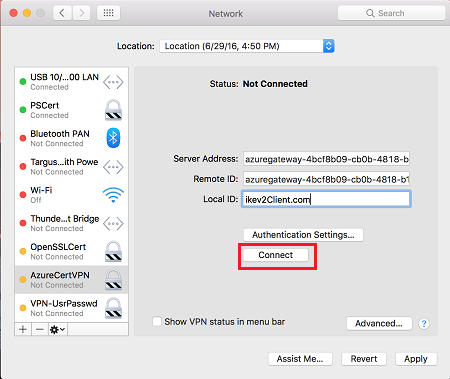 Network
Search
Location: Location (6/29/16, 4:50 PM)
USB 10/...00 LAN
Connected
PSCert
Connected
Bluetooth PAN
Not Connected
Targus...ith Powe
Not Connected
Wi-Fi
Off
Thunde...t Bridge
Not Connected
OpenSSLCert
Not Connected
AzureCertVPN
Not Connected
VPN-UsrPasswd
Not Connected
Status: Not Connected
Server Address: azuregateway-4bcf8b09-cb0b-4818-b
Remote ID: azuregateway-4bcf8b09-cb0b-4818-b1
Local ID: ikev2Client.com
Authentication Settings...
Connect
Show VPN status in menu bar
Advanced...
?
Assist Me...
Revert
Apply